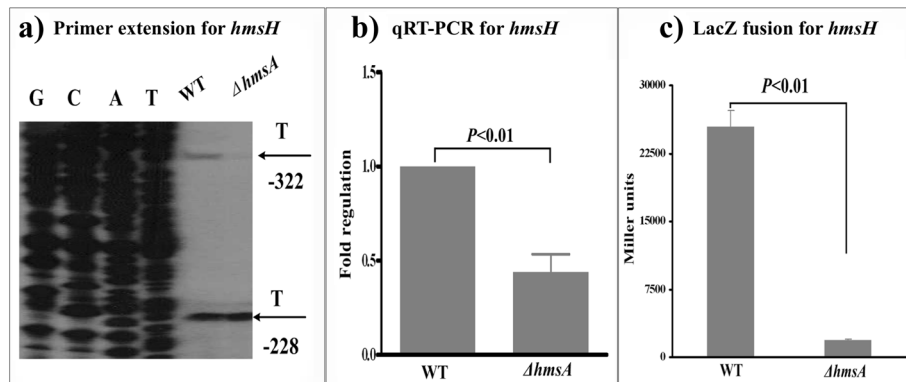 a) Primer extension for hmsH
G C A T WT ΔhmsA
T
-322
T
-228
b) qRT-PCR for hmsH
Fold regulation
1.5
1.0
0.5
0.0
P<0.01
WT ΔhmsA
c) LacZ fusion for hmsH
Miller units
30000
22500
15000
7500
0
P<0.01
WT ΔhmsA